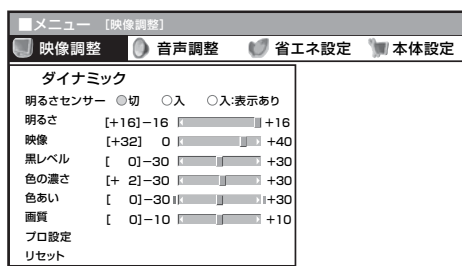 メニュー [映像調整]
映像調整 音声調整 省エネ設定 本体設定
ダイナミック
明るさセンサー ◎切 ○入 ○入:表示あり
明るさ [+16]−16 +16
映像 [+32] 0 +40
黒レベル [ 0]−30 +30
色の濃さ [+ 2]−30 +30
色あい [ 0]−30 +30
画質 [ 0]−10 +10
プロ設定
リセット